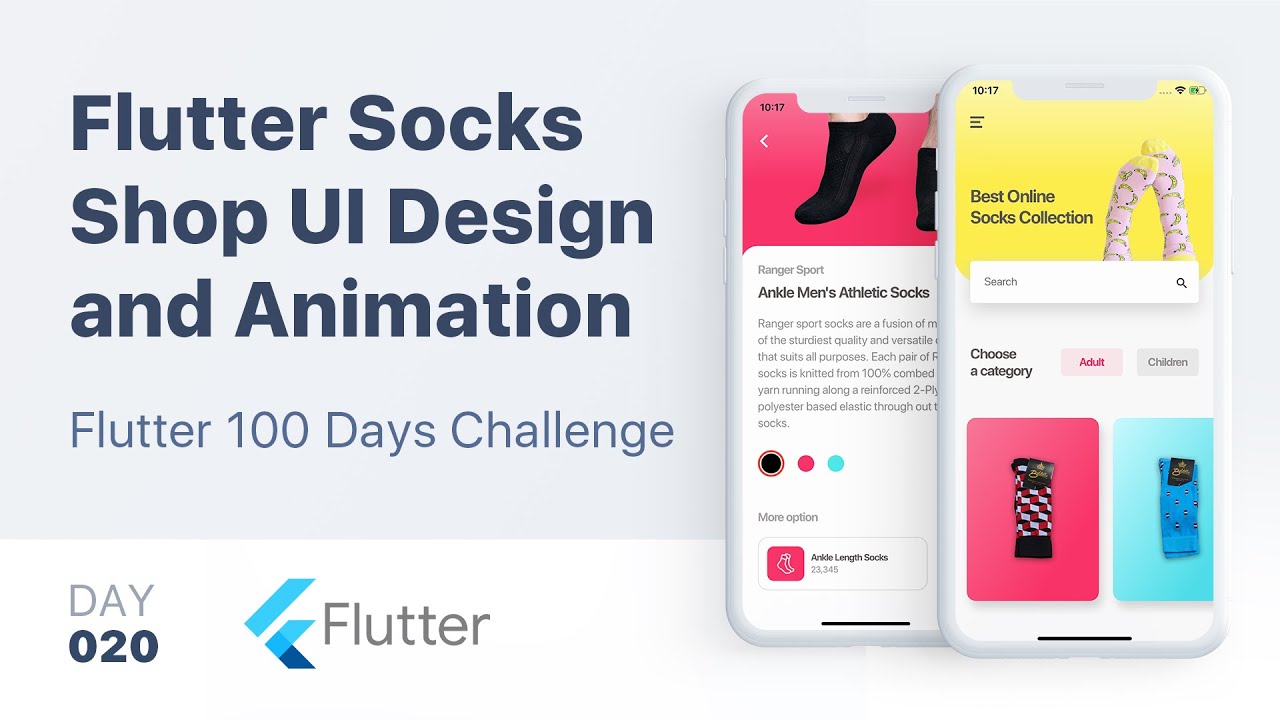 Flutter Socks
Shop UI Design
and Animation
Flutter 100 Days Challenge
DAY
020
Flutter
10:17
Ranger Sport
Ankle Men's Athletic Socks
Ranger sport socks are a fusion of m
of the sturdiest quality and versatile
that suits all purposes. Each pair of R
socks is knitted from 100% combed
yarn running along a reinforced 2-Ply
polyester based elastic through out t
socks.
More option
Ankle Length Socks
23,345
10:17
Best Online
Socks Collection
Search
Choose
a category
Adult
Children